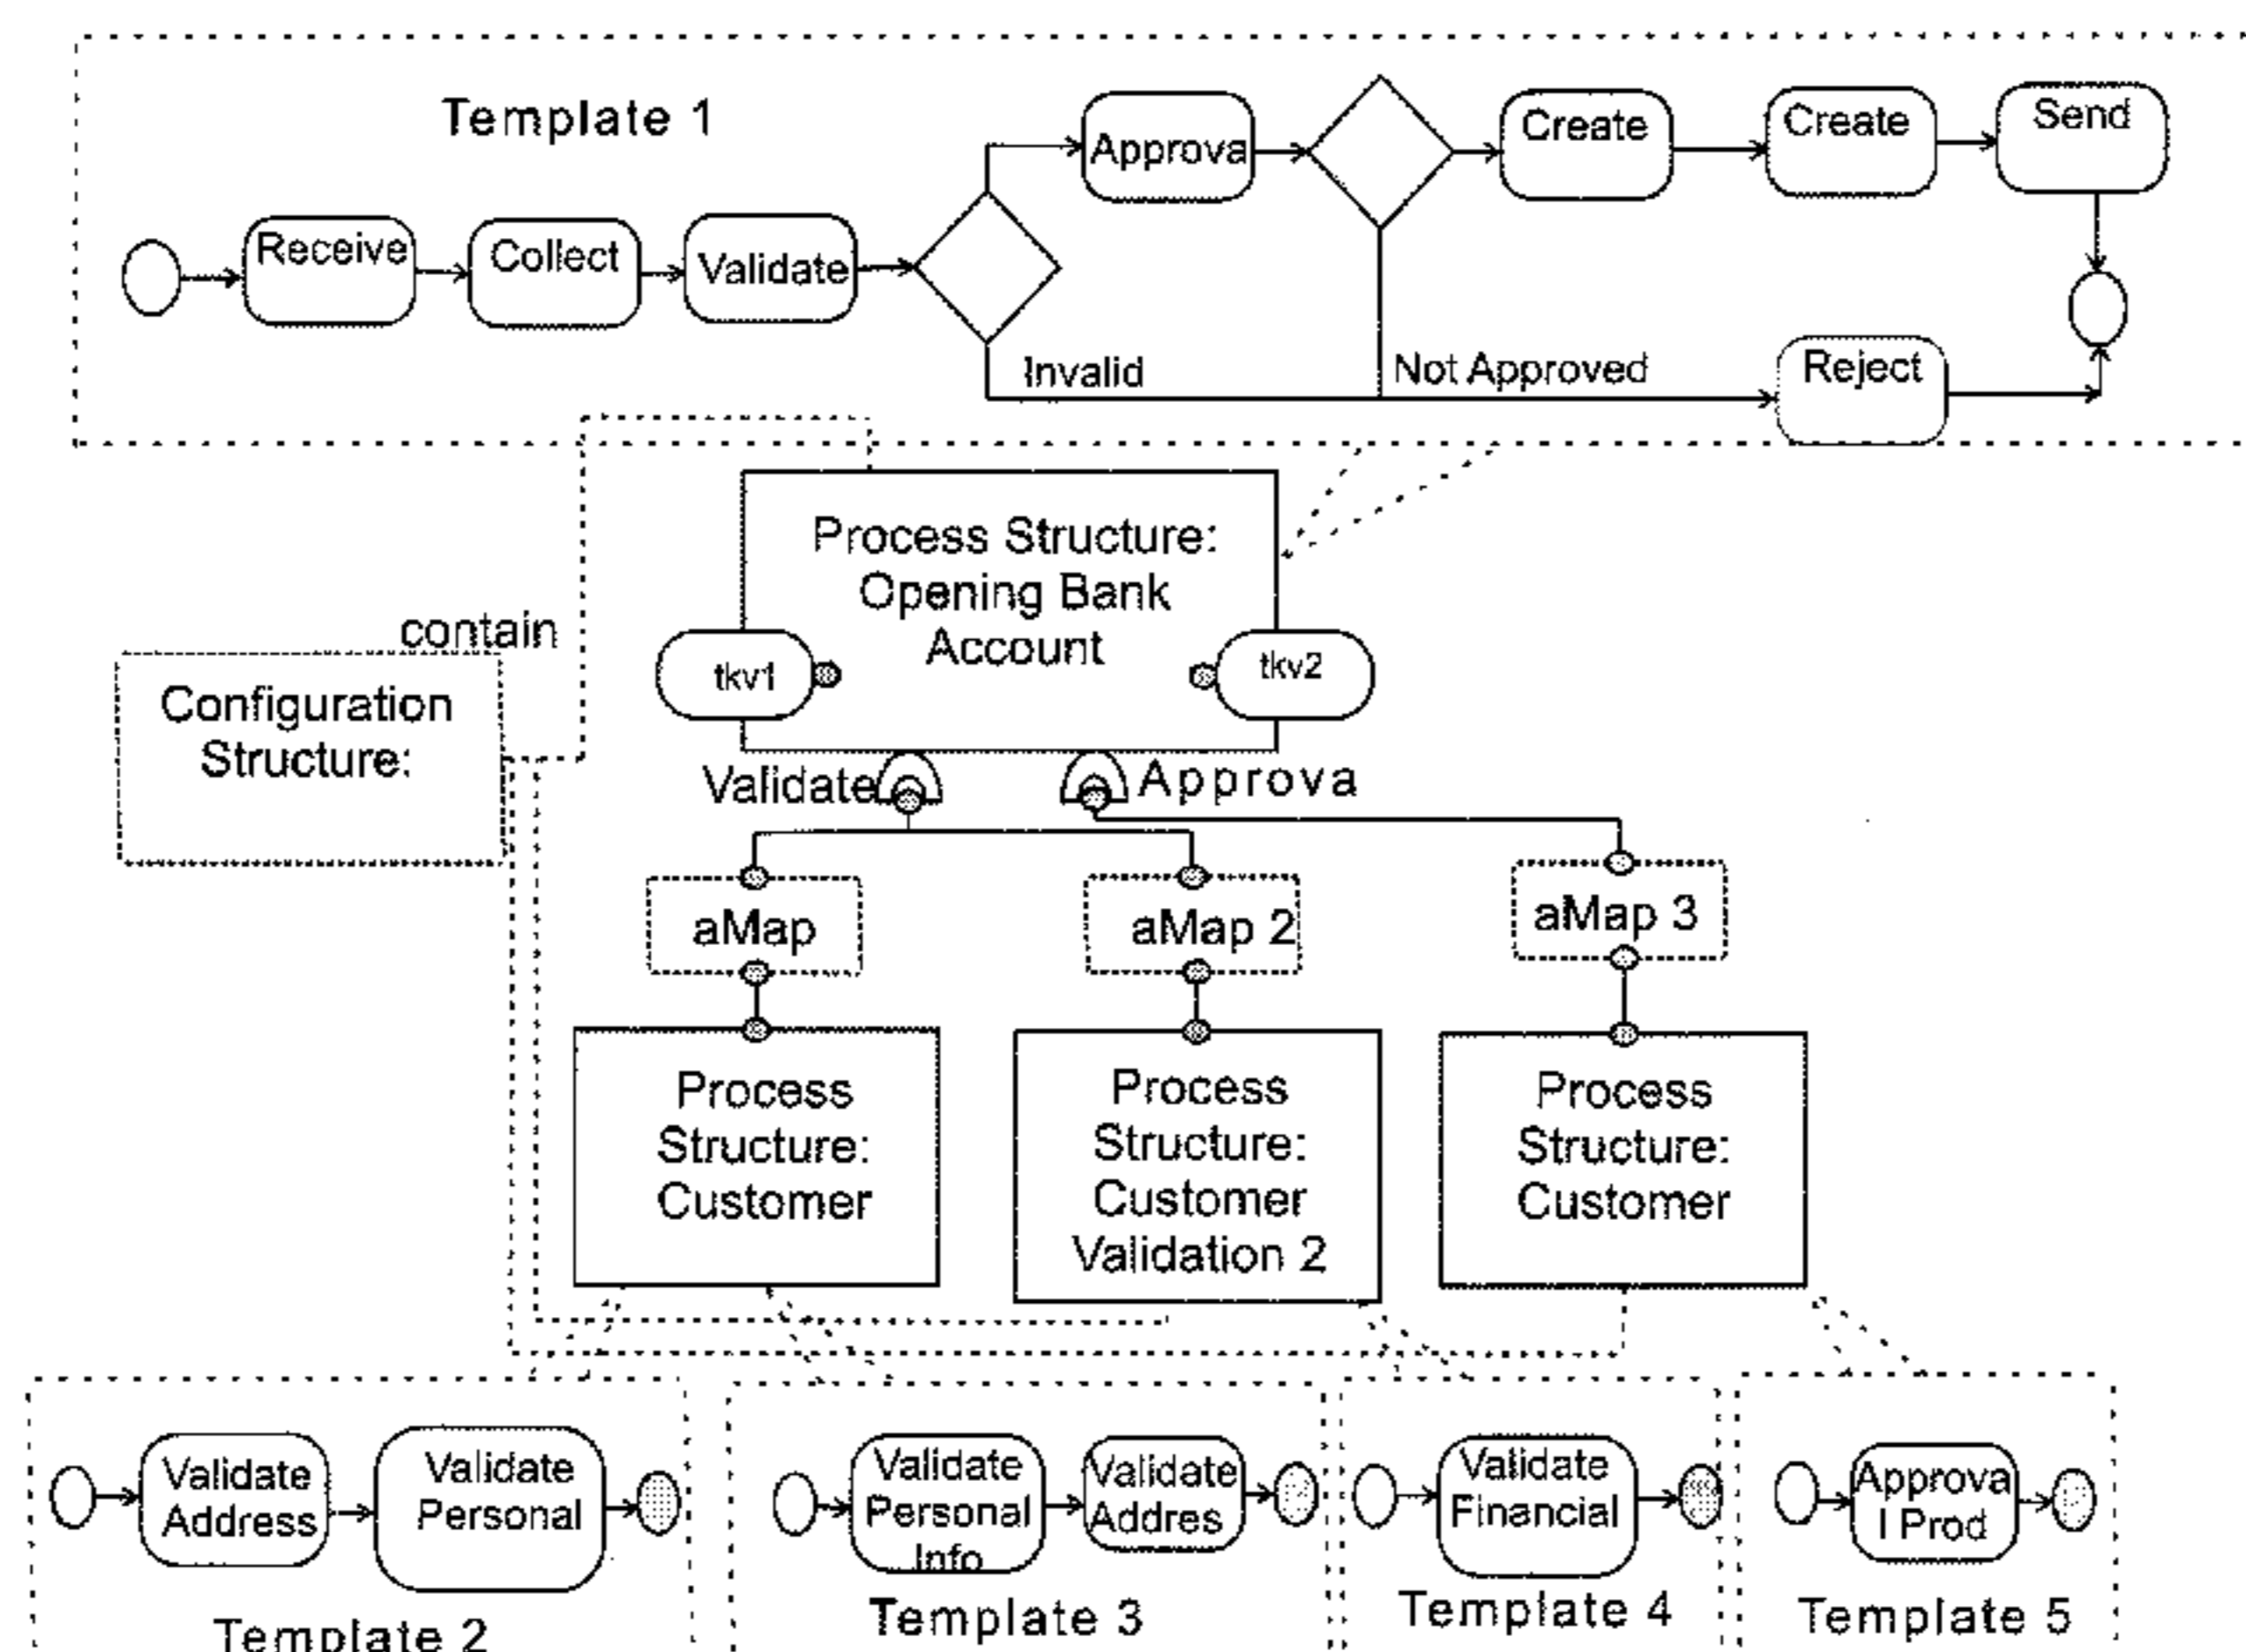 Template 1
Receive
Collect
Validate
Approva
Create
Create
Send
Invalid
Not Approved
Reject
Process Structure:
Opening Bank
Account
tkv1
tkv2
contain
Configuration
Structure:
Validate
Approva
aMap
aMap 2
aMap 3
Process
Structure:
Customer
Process
Structure:
Customer
Validation 2
Process
Structure:
Customer
Validate
Address
Validate
Personal
Template 2
Validate
Personal
Info
Validate
Addres
Template 3
Validate
Financial
Template 4
Approva
l Prod
Template 5